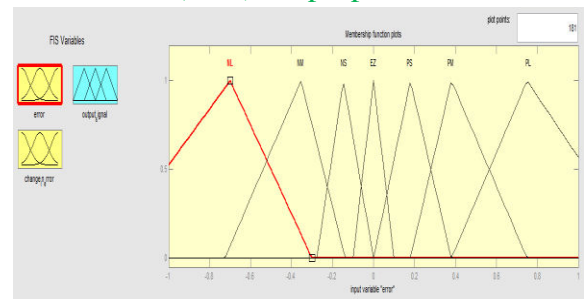 plot points:
181
FIS Variables
Membership function plots
NL NM NS EZ PS PM PL
error
output_signal
change_in_error
1
0.5
0
-1 -0.8 -0.6 -0.4 -0.2 0 0.2 0.4 0.6 0.8 1
input variable "error"